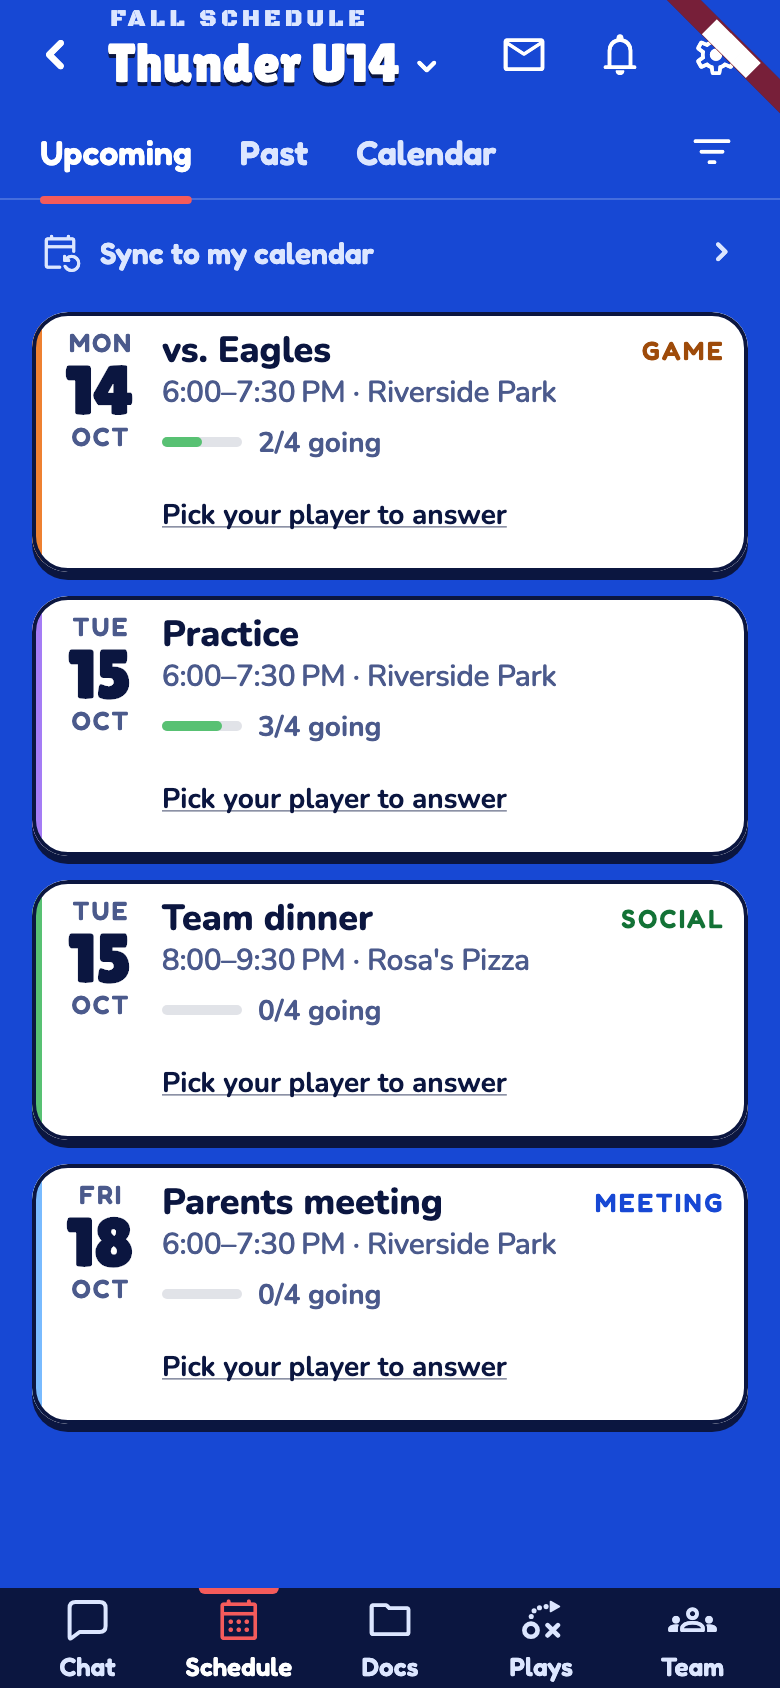 FALL SCHEDULE
Thunder U14
Upcoming Past Calendar
Sync to my calendar
MON
14
OCT
vs. Eagles
GAME
6:00–7:30 PM · Riverside Park
2/4 going
Pick your player to answer
TUE
15
OCT
Practice
6:00–7:30 PM · Riverside Park
3/4 going
Pick your player to answer
TUE
15
OCT
Team dinner
SOCIAL
8:00–9:30 PM · Rosa's Pizza
0/4 going
Pick your player to answer
FRI
18
OCT
Parents meeting
MEETING
6:00–7:30 PM · Riverside Park
0/4 going
Pick your player to answer
Chat Schedule Docs Plays Team